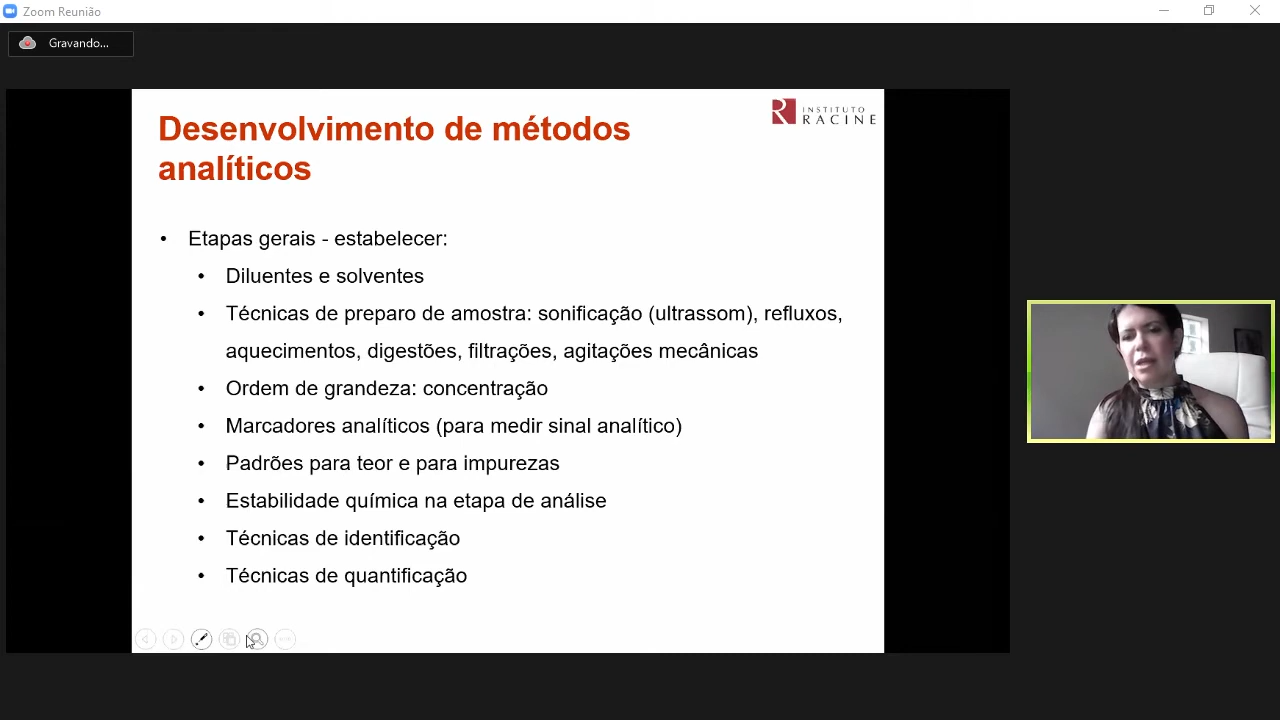 Zoom Reunião
Gravando...
INSTITUTO
RACINE
Desenvolvimento de métodos
analíticos
• Etapas gerais - estabelecer:
• Diluentes e solventes
• Técnicas de preparo de amostra: sonificação (ultrassom), refluxos,
aquecimentos, digestões, filtrações, agitações mecânicas
• Ordem de grandeza: concentração
• Marcadores analíticos (para medir sinal analítico)
• Padrões para teor e para impurezas
• Estabilidade química na etapa de análise
• Técnicas de identificação
• Técnicas de quantificação